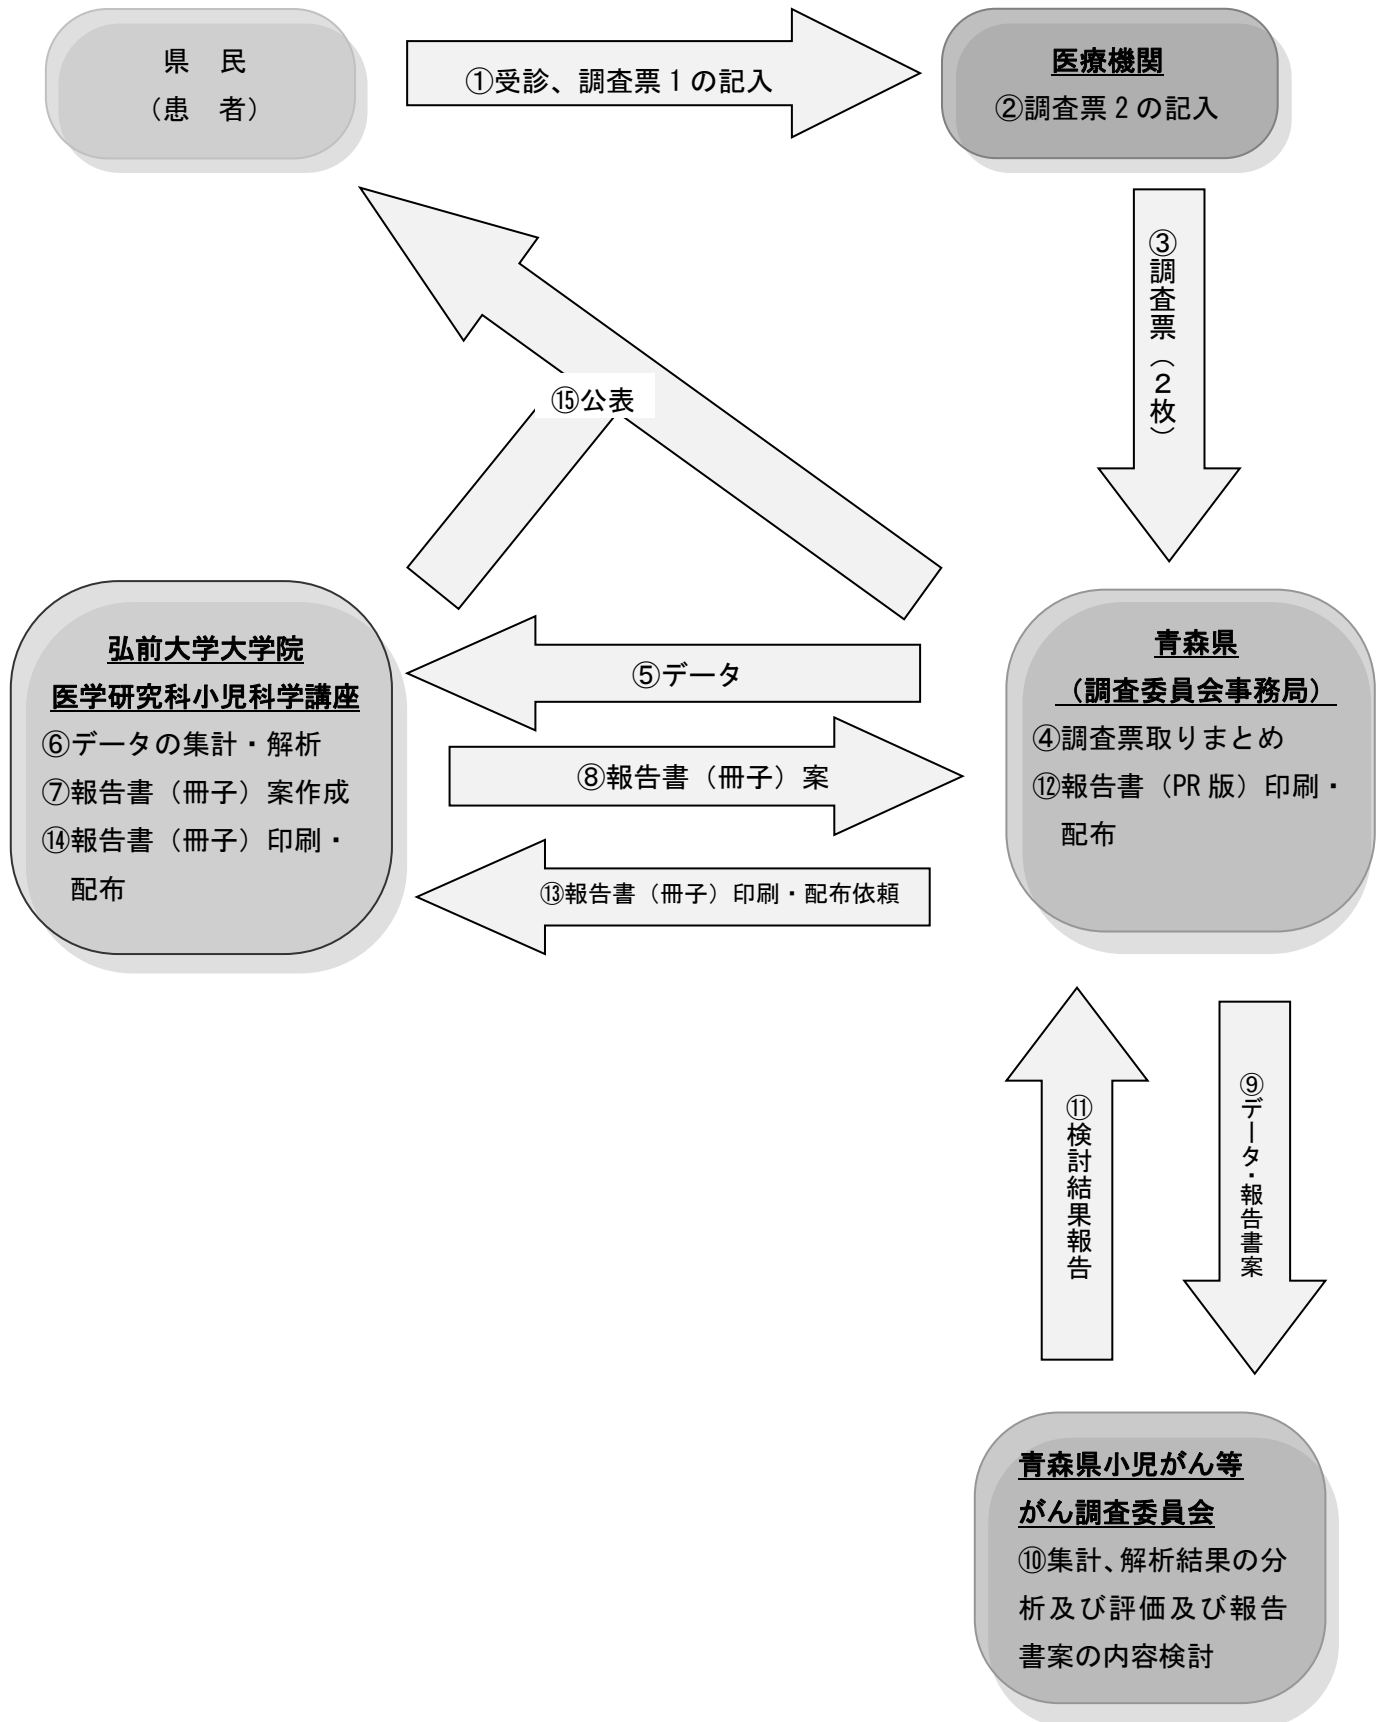 県　民
（患　者）
①受診、調査票１の記入
医療機関
②調査票２の記入
③調査票（２枚）
⑮公表
弘前大学大学院
医学研究科小児科学講座
⑥データの集計・解析
⑦報告書（冊子）案作成
⑭報告書（冊子）印刷・
配布
⑤データ
⑧報告書（冊子）案
⑬報告書（冊子）印刷・配布依頼
青森県
（調査委員会事務局）
④調査票取りまとめ
⑫報告書（PR版）印刷・
配布
⑪検討結果報告
⑨データ・報告書案
青森県小児がん等
がん調査委員会
⑩集計、解析結果の分
析及び評価及び報告
書案の内容検討